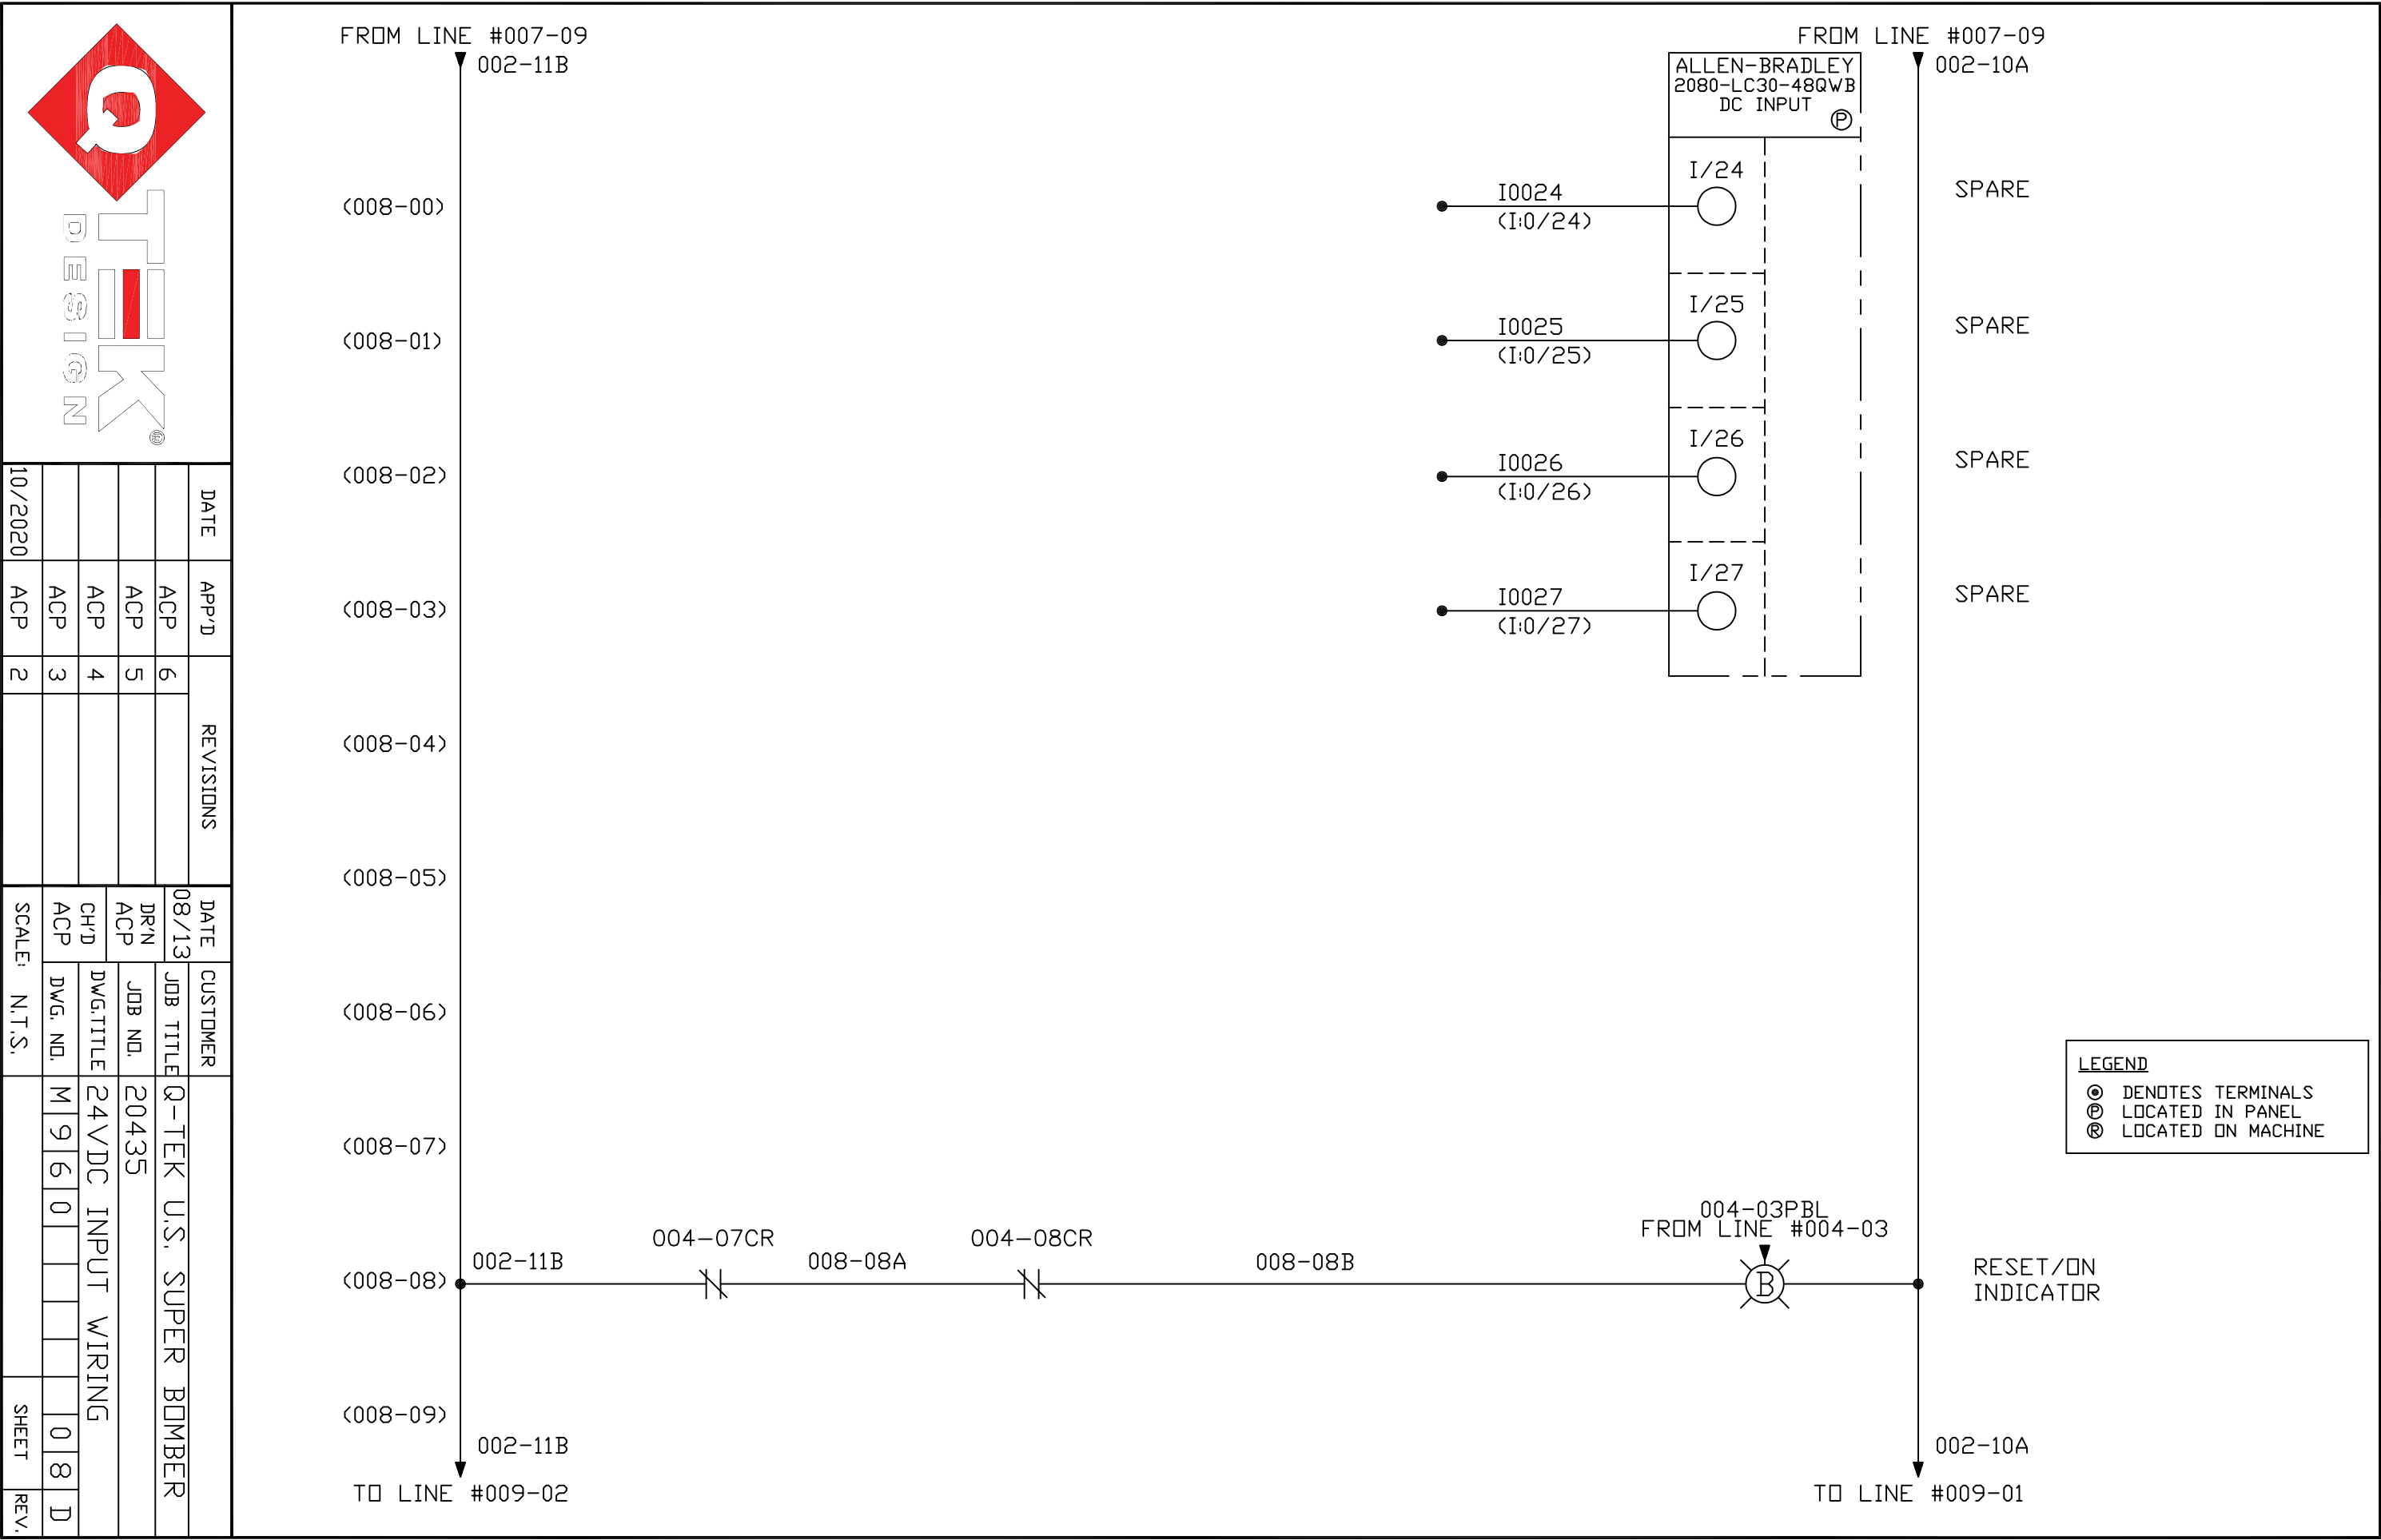 FROM LINE #007-09
002-11B
FROM LINE #007-09
002-10A
ALLEN-BRADLEY
2080-LC30-48QWB
DC INPUT
P
(008-00)
I0024
(I:0/24)
I/24
SPARE
(008-01)
I0025
(I:0/25)
I/25
SPARE
(008-02)
I0026
(I:0/26)
I/26
SPARE
(008-03)
I0027
(I:0/27)
I/27
SPARE
(008-04)
(008-05)
(008-06)
(008-07)
(008-08)
002-11B
004-07CR
008-08A
004-08CR
008-08B
004-03PBL
FROM LINE #004-03
B
RESET/ON
INDICATOR
(008-09)
002-11B
TO LINE #009-02
002-10A
TO LINE #009-01
LEGEND
DENOTES TERMINALS
P LOCATED IN PANEL
R LOCATED ON MACHINE
Q
TEK®
DESIGN
DATE APP'D REVISIONS
ACP 6
ACP 5
ACP 4
ACP 3
10/2020 ACP 2
DATE
08/13
DR'N
ACP
CH'D
ACP
SCALE: N.T.S.
CUSTOMER
JOB TITLE Q-TEK U.S. SUPER BOMBER
JOB NO. 20435
DWG.TITLE 24VDC INPUT WIRING
DWG. NO. M960 08 D
SHEET REV.